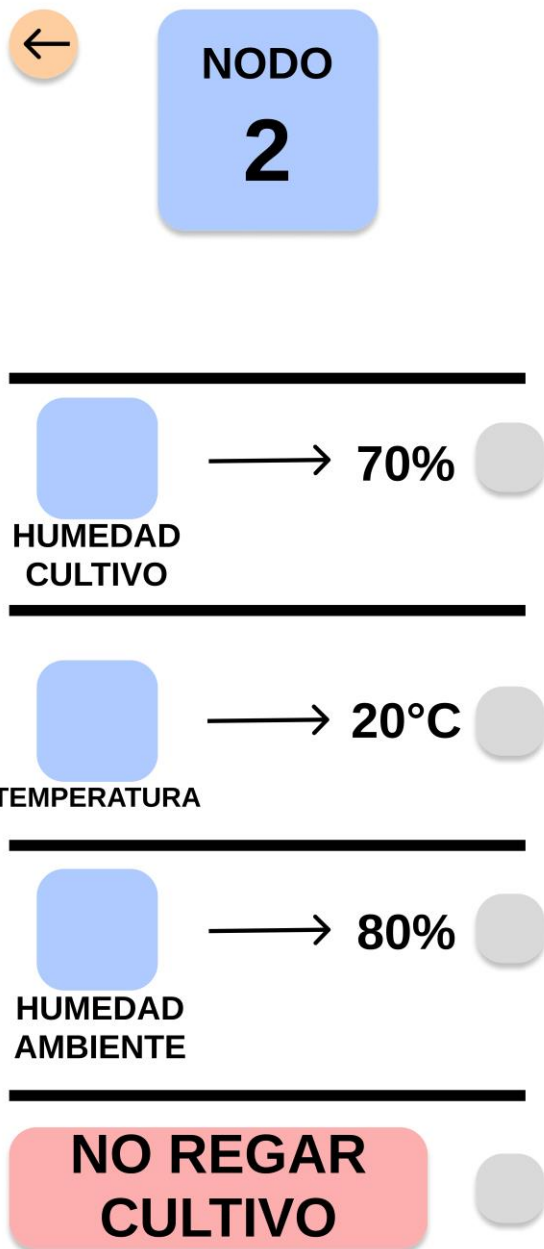 NODO
2
70%
HUMEDAD
CULTIVO
20°C
TEMPERATURA
80%
HUMEDAD
AMBIENTE
NO REGAR
CULTIVO